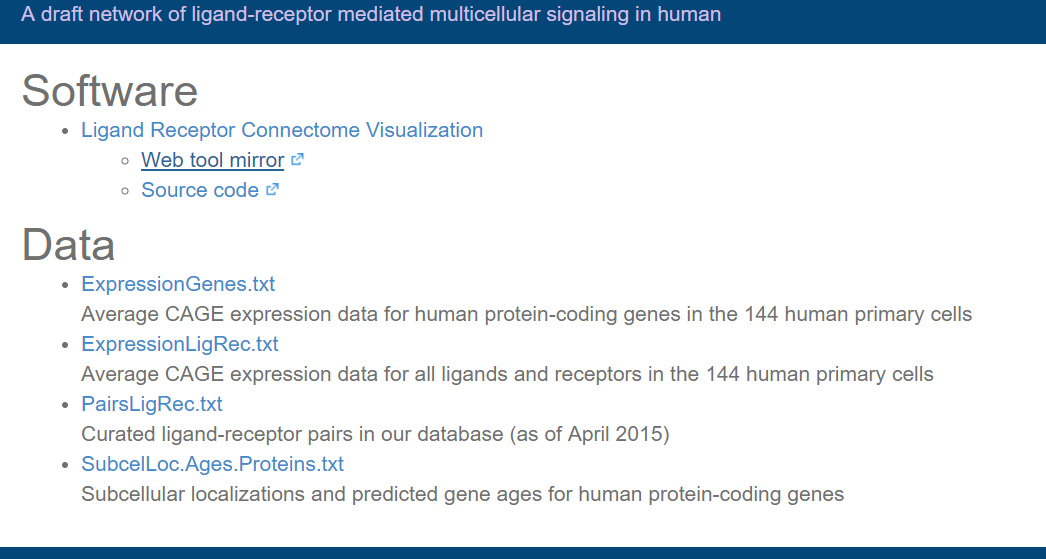 A draft network of ligand-receptor mediated multicellular signaling in human
Software
Ligand Receptor Connectome Visualization
Web tool mirror
Source code
Data
ExpressionGenes.txt
Average CAGE expression data for human protein-coding genes in the 144 human primary cells
ExpressionLigRec.txt
Average CAGE expression data for all ligands and receptors in the 144 human primary cells
PairsLigRec.txt
Curated ligand-receptor pairs in our database (as of April 2015)
SubcelLoc.Ages.Proteins.txt
Subcellular localizations and predicted gene ages for human protein-coding genes